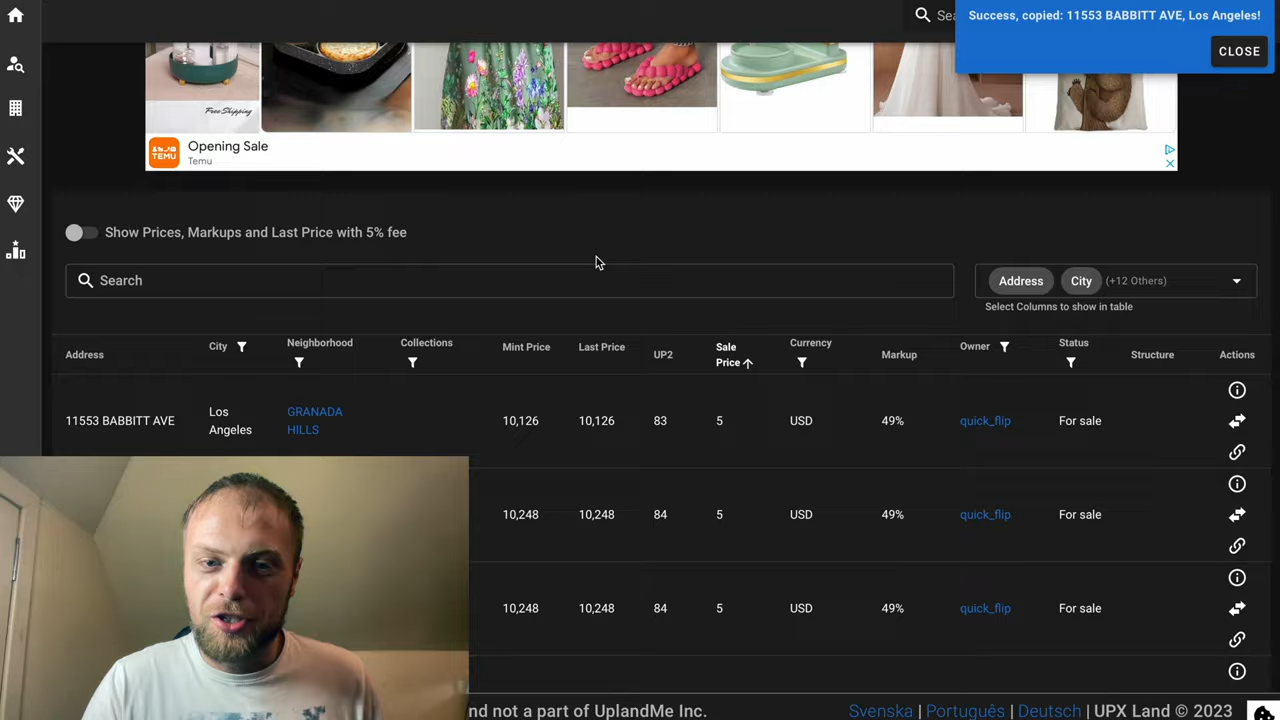 Sea
Success, copied: 11553 BABBITT AVE, Los Angeles!
CLOSE
Free Shipping
TEMU
Opening Sale
Temu
Show Prices, Markups and Last Price with 5% fee
Search
Address City (+12 Others)
Select Columns to show in table
Address City Neighborhood Collections Mint Price Last Price UP2 Sale Price Currency Markup Owner Status Structure Actions
11553 BABBITT AVE Los Angeles GRANADA HILLS 10,126 10,126 83 5 USD 49% quick_flip For sale
10,248 10,248 84 5 USD 49% quick_flip For sale
10,248 10,248 84 5 USD 49% quick_flip For sale
nd not a part of UplandMe Inc. Svenska | Português | Deutsch | UPX Land © 2023